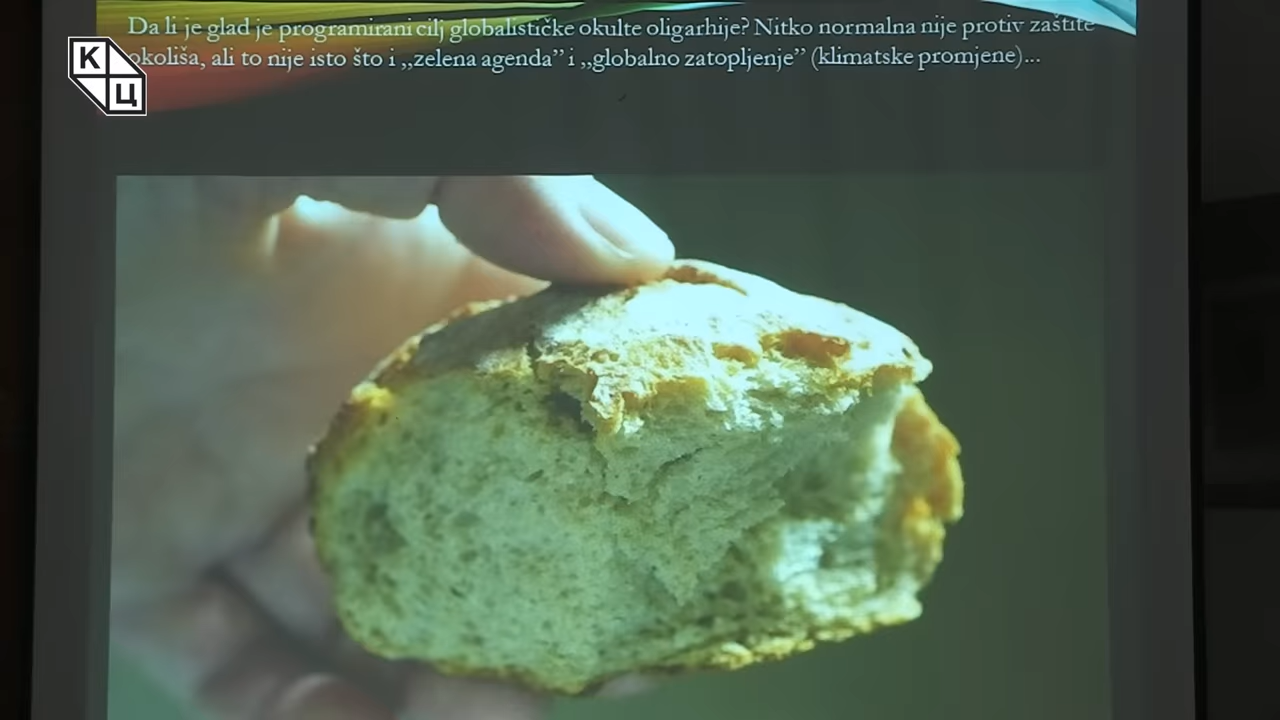 Da li je glad je programirani cilj globalističke okulte oligarhije? Nitko normalna nije protiv zaštite
okoliša, ali to nije isto što i „zelena agenda” i „globalno zatopljenje” (klimatske promjene)...
К
Ц